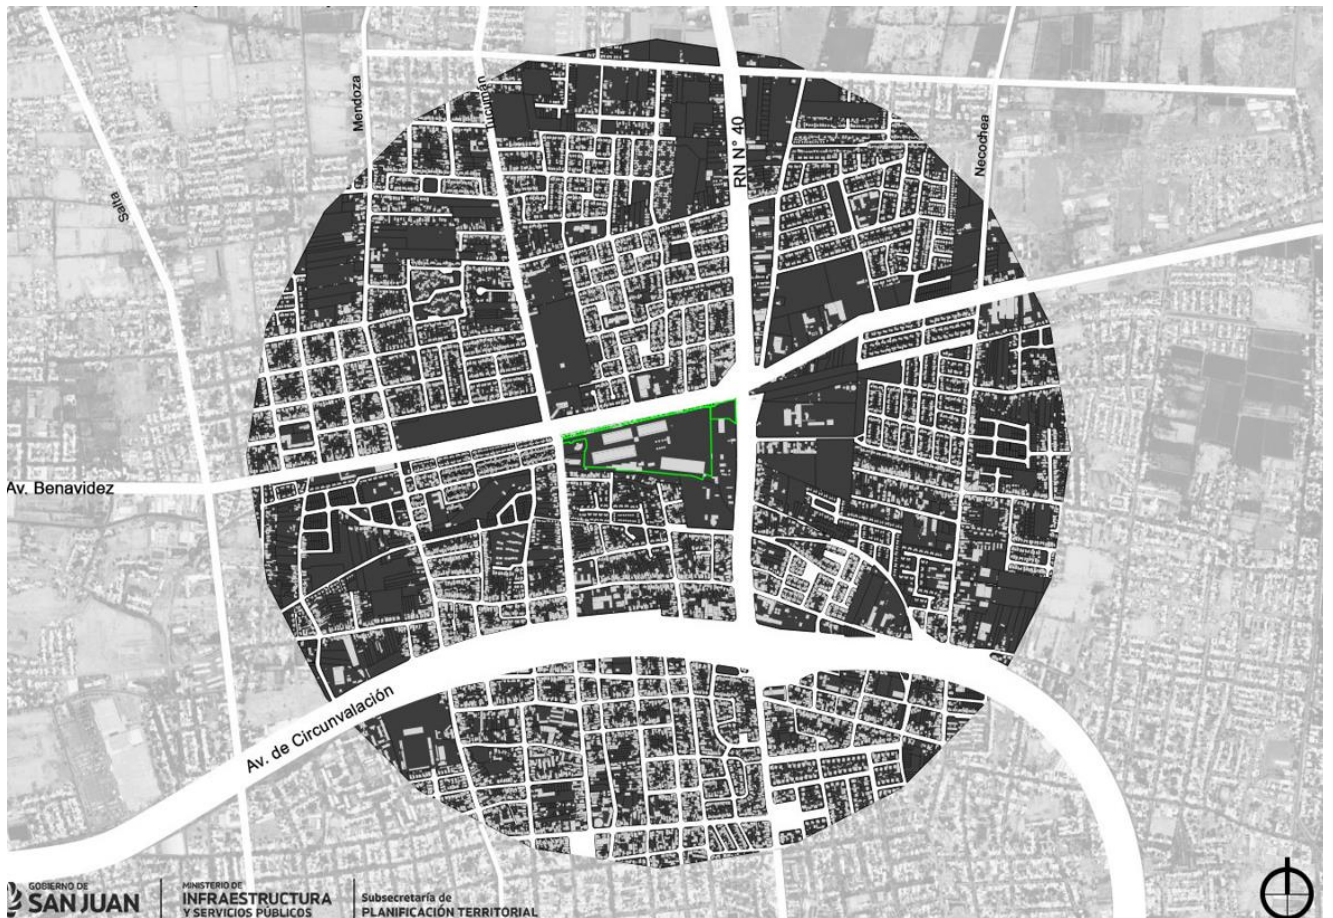 Mendoza
Tucumán
RN N° 40
Necochea
Salta
Av. Benavidez
Av. de Circunvalación
GOBIERNO DE
SAN JUAN
MINISTERIO DE
INFRAESTRUCTURA
Y SERVICIOS PÚBLICOS
Subsecretaría de
PLANIFICACIÓN TERRITORIAL